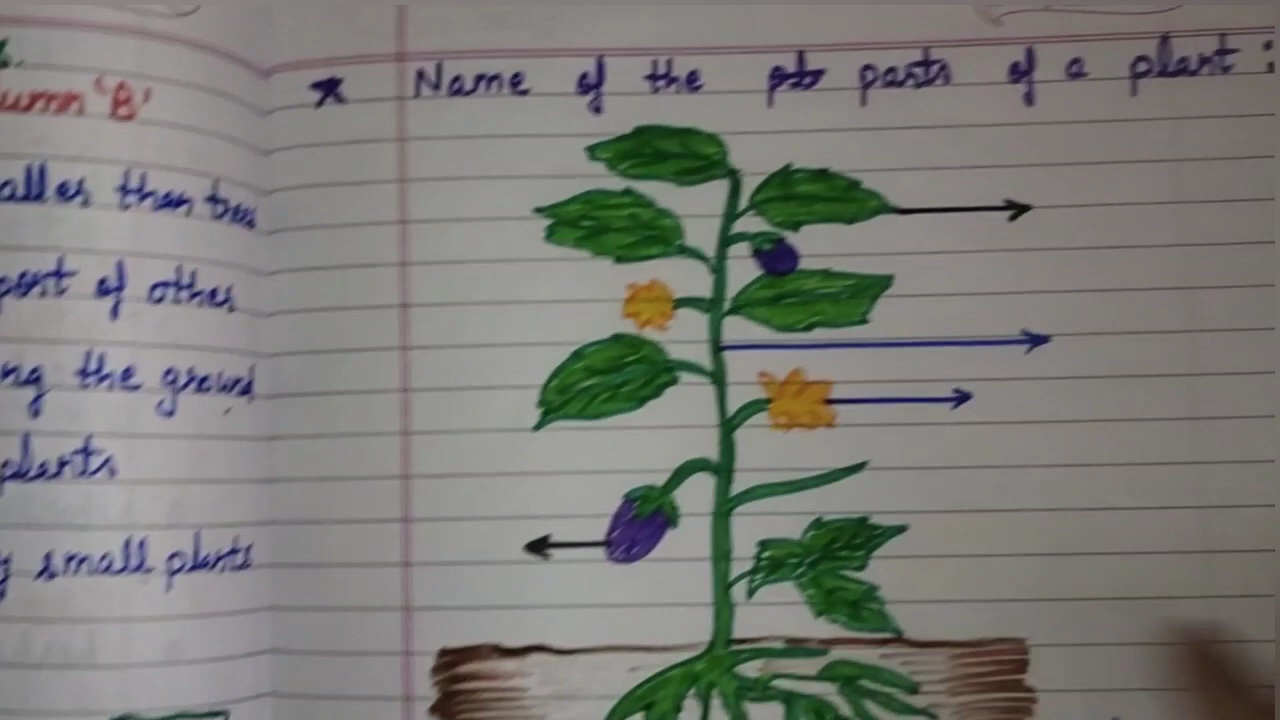 umn 'B'
aller than trees
port of other
ng the ground
plants
y small plants
* Name of the parts of a plant :